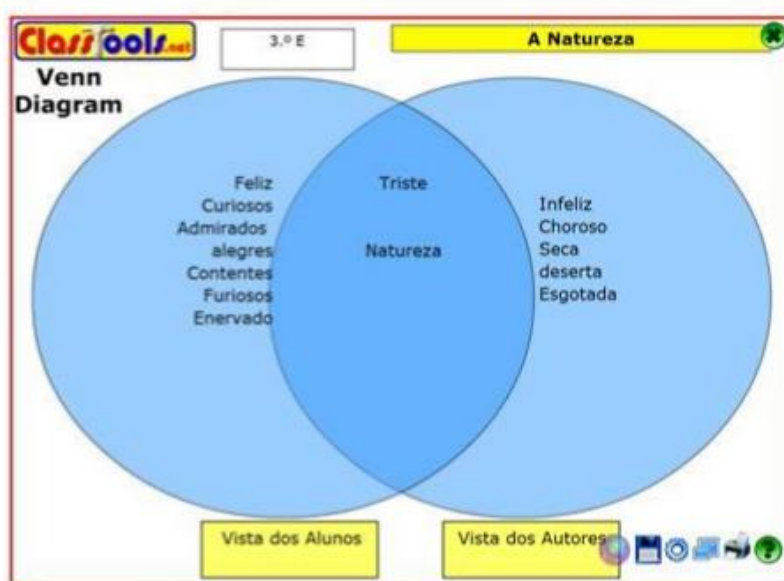 ClassTools.net
3.º E
A Natureza
Venn
Diagram
Feliz
Curiosos
Admirados
alegres
Contentes
Furiosos
Enervado
Triste
Natureza
Infeliz
Choroso
Seca
deserta
Esgotada
Vista dos Alunos
Vista dos Autores
?